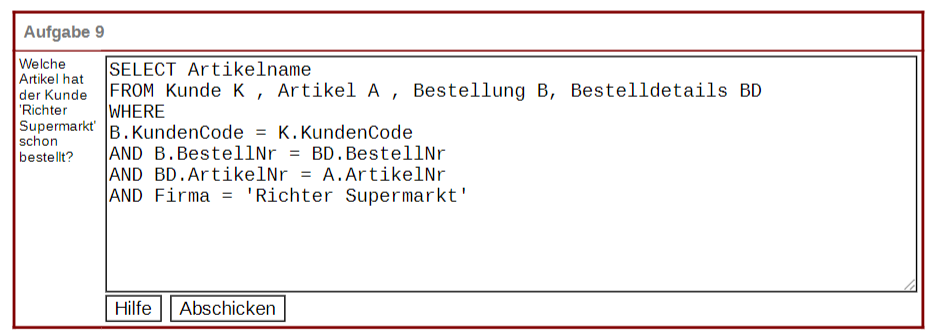 Aufgabe 9
Welche
Artikel hat
der Kunde
'Richter
Supermarkt'
schon
bestellt?
SELECT Artikelname
FROM Kunde K , Artikel A , Bestellung B, Bestelldetails BD
WHERE
B.KundenCode = K.KundenCode
AND B.BestellNr = BD.BestellNr
AND BD.ArtikelNr = A.ArtikelNr
AND Firma = 'Richter Supermarkt'
Hilfe Abschicken